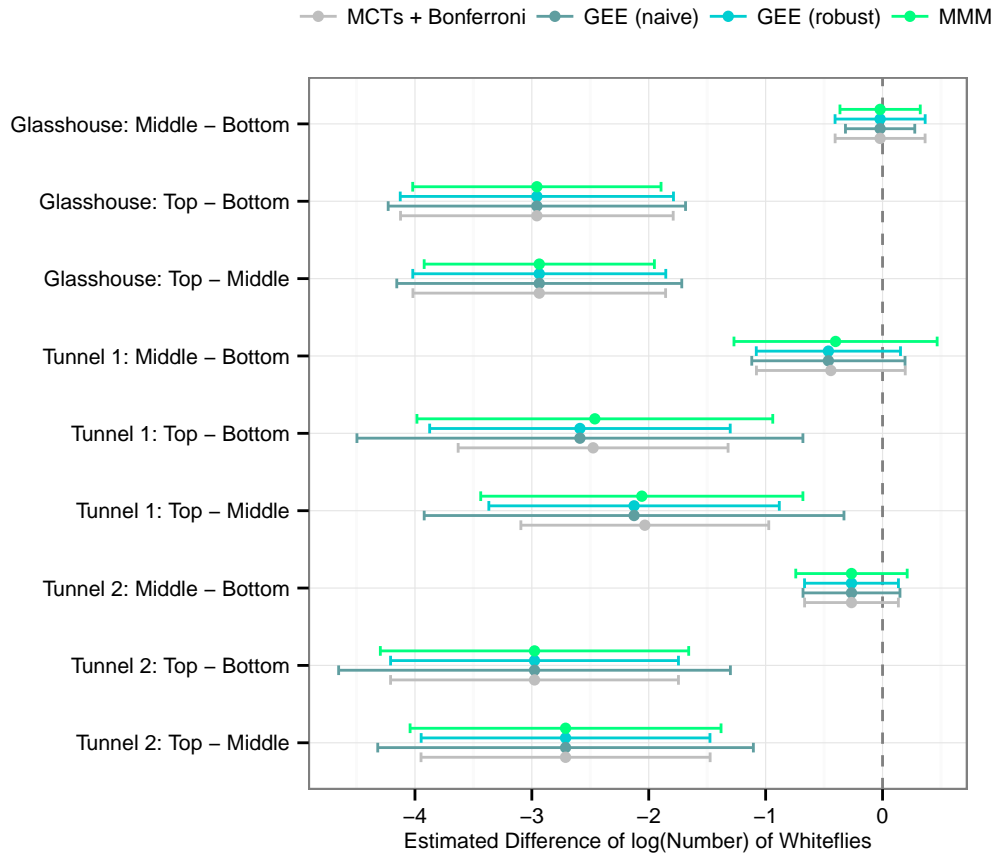 MCTs + Bonferroni GEE (naive) GEE (robust) MMM
Glasshouse: Middle − Bottom
Glasshouse: Top − Bottom
Glasshouse: Top − Middle
Tunnel 1: Middle − Bottom
Tunnel 1: Top − Bottom
Tunnel 1: Top − Middle
Tunnel 2: Middle − Bottom
Tunnel 2: Top − Bottom
Tunnel 2: Top − Middle
−4 −3 −2 −1 0
Estimated Difference of log(Number) of Whiteflies